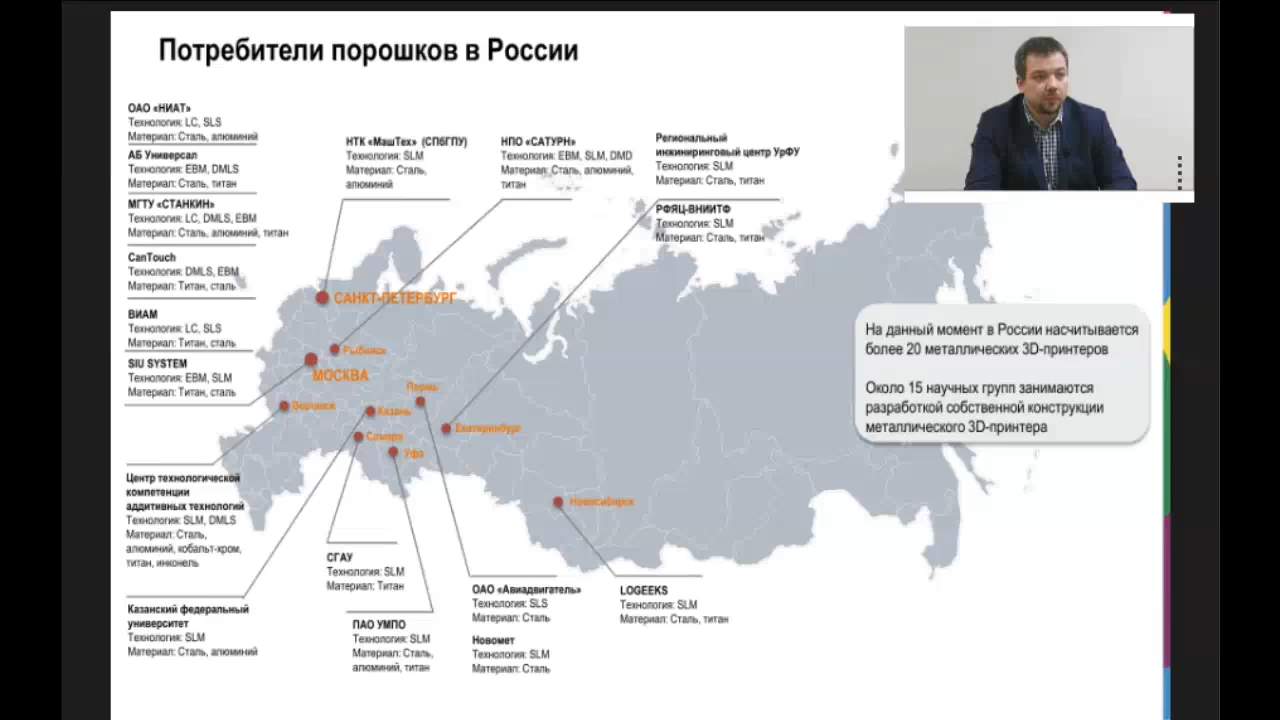 Потребители порошков в России
ОАО «НИАТ»
Технология: LC, SLS
Материал: Сталь, алюминий
АБ Универсал
Технология: EBM, DMLS
Материал: Сталь, титан
МГТУ «СТАНКИН»
Технология: LC, DMLS, EBM
Материал: Сталь, алюминий, титан
CanTouch
Технология: DMLS, EBM
Материал: Титан, сталь
ВИАМ
Технология: LC, SLS
Материал: Титан, сталь
SIU SYSTEM
Технология: EBM, SLM
Материал: Титан, сталь
НТК «МашТех» (СПбГПУ)
Технология: SLM
Материал: Сталь,
алюминий
НПО «САТУРН»
Технология: EBM, SLM, DMD
Материал: Сталь, алюминий,
титан
Региональный
инжиниринговый центр УрФУ
Технология: SLM
Материал: Сталь, титан
РФЯЦ-ВНИИТФ
Технология: SLM
Материал: Сталь, титан
САНКТ-ПЕТЕРБУРГ
Рыбинск
МОСКВА
Пермь
Воронеж
Казань
Екатеринбург
Самара
Уфа
Новосибирск
На данный момент в России насчитывается
более 20 металлических 3D-принтеров
Около 15 научных групп занимаются
разработкой собственной конструкции
металлического 3D-принтера
Центр технологической
компетенции
аддитивных технологий
Технология: SLM, DMLS
Материал: Сталь,
алюминий, кобальт-хром,
титан, инконель
Казанский федеральный
университет
Технология: SLM
Материал: Сталь, алюминий
СГАУ
Технология: SLM
Материал: Титан
ПАО УМПО
Технология: SLM
Материал: Сталь,
алюминий, титан
ОАО «Авиадвигатель»
Технология: SLS
Материал: Сталь
Новомет
Технология: SLM
Материал: Сталь
LOGEEKS
Технология: SLM
Материал: Сталь, титан